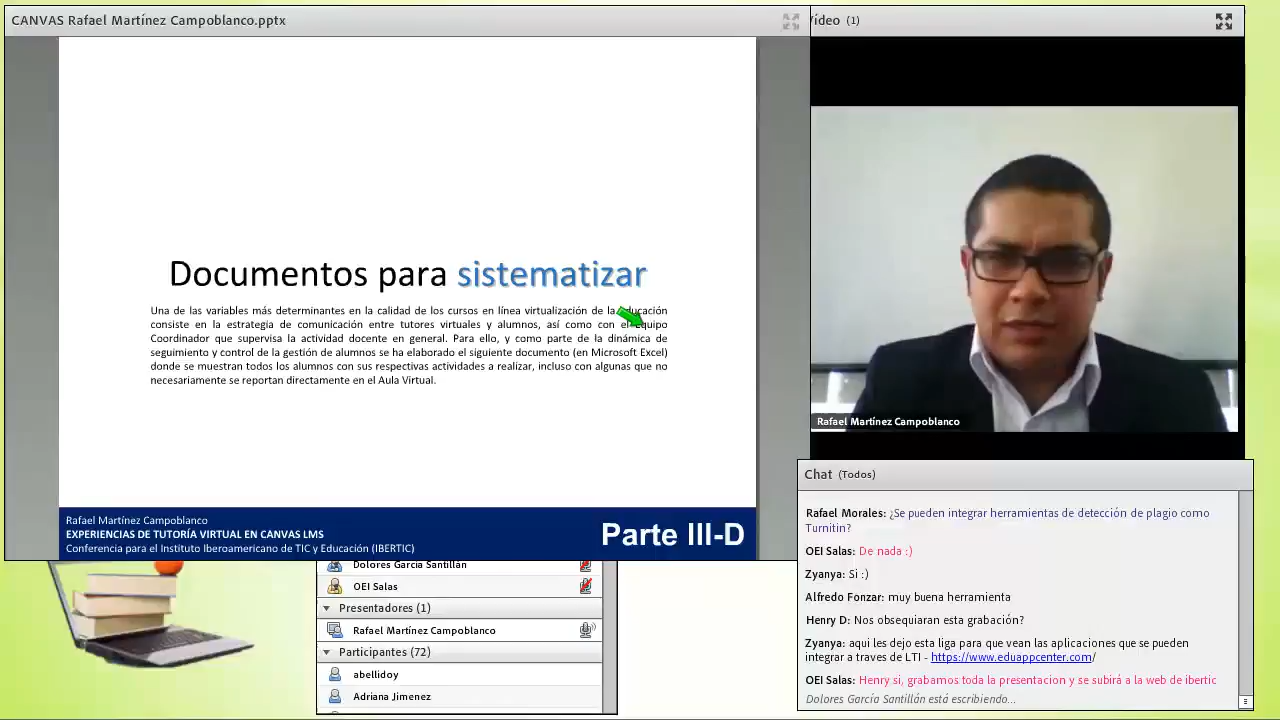 CANVAS Rafael Martínez Campoblanco.pptx
Vídeo (1)
Documentos para sistematizar
Una de las variables más determinantes en la calidad de los cursos en línea virtualización de la educación
consiste en la estrategia de comunicación entre tutores virtuales y alumnos, así como con el Equipo
Coordinador que supervisa la actividad docente en general. Para ello, y como parte de la dinámica de
seguimiento y control de la gestión de alumnos se ha elaborado el siguiente documento (en Microsoft Excel)
donde se muestran todos los alumnos con sus respectivas actividades a realizar, incluso con algunas que no
necesariamente se reportan directamente en el Aula Virtual.
Rafael Martínez Campoblanco
EXPERIENCIAS DE TUTORÍA VIRTUAL EN CANVAS LMS
Conferencia para el Instituto Iberoamericano de TIC y Educación (IBERTIC)
Parte III-D
Rafael Martínez Campoblanco
Dolores García Santillán
OEI Salas
Presentadores (1)
Rafael Martínez Campoblanco
Participantes (72)
abellidoy
Adriana Jimenez
Chat (Todos)
Rafael Morales: ¿Se pueden integrar herramientas de detección de plagio como
Turnitin?
OEI Salas: De nada :)
Zyanya: Si :)
Alfredo Fonzar: muy buena herramienta
Henry D: Nos obsequiaran esta grabación?
Zyanya: aqui les dejo esta liga para que vean las aplicaciones que se pueden
integrar a traves de LTI - https://www.eduappcenter.com/
OEI Salas: Henry si, grabamos toda la presentacion y se subirá a la web de ibertic
Dolores García Santillán está escribiendo...